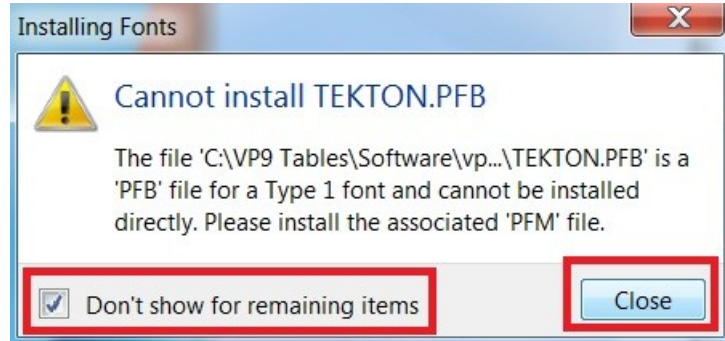 Installing Fonts
X
Cannot install TEKTON.PFB
The file 'C:\VP9 Tables\Software\vp...\TEKTON.PFB' is a
'PFB' file for a Type 1 font and cannot be installed
directly. Please install the associated 'PFM' file.
Don't show for remaining items
Close